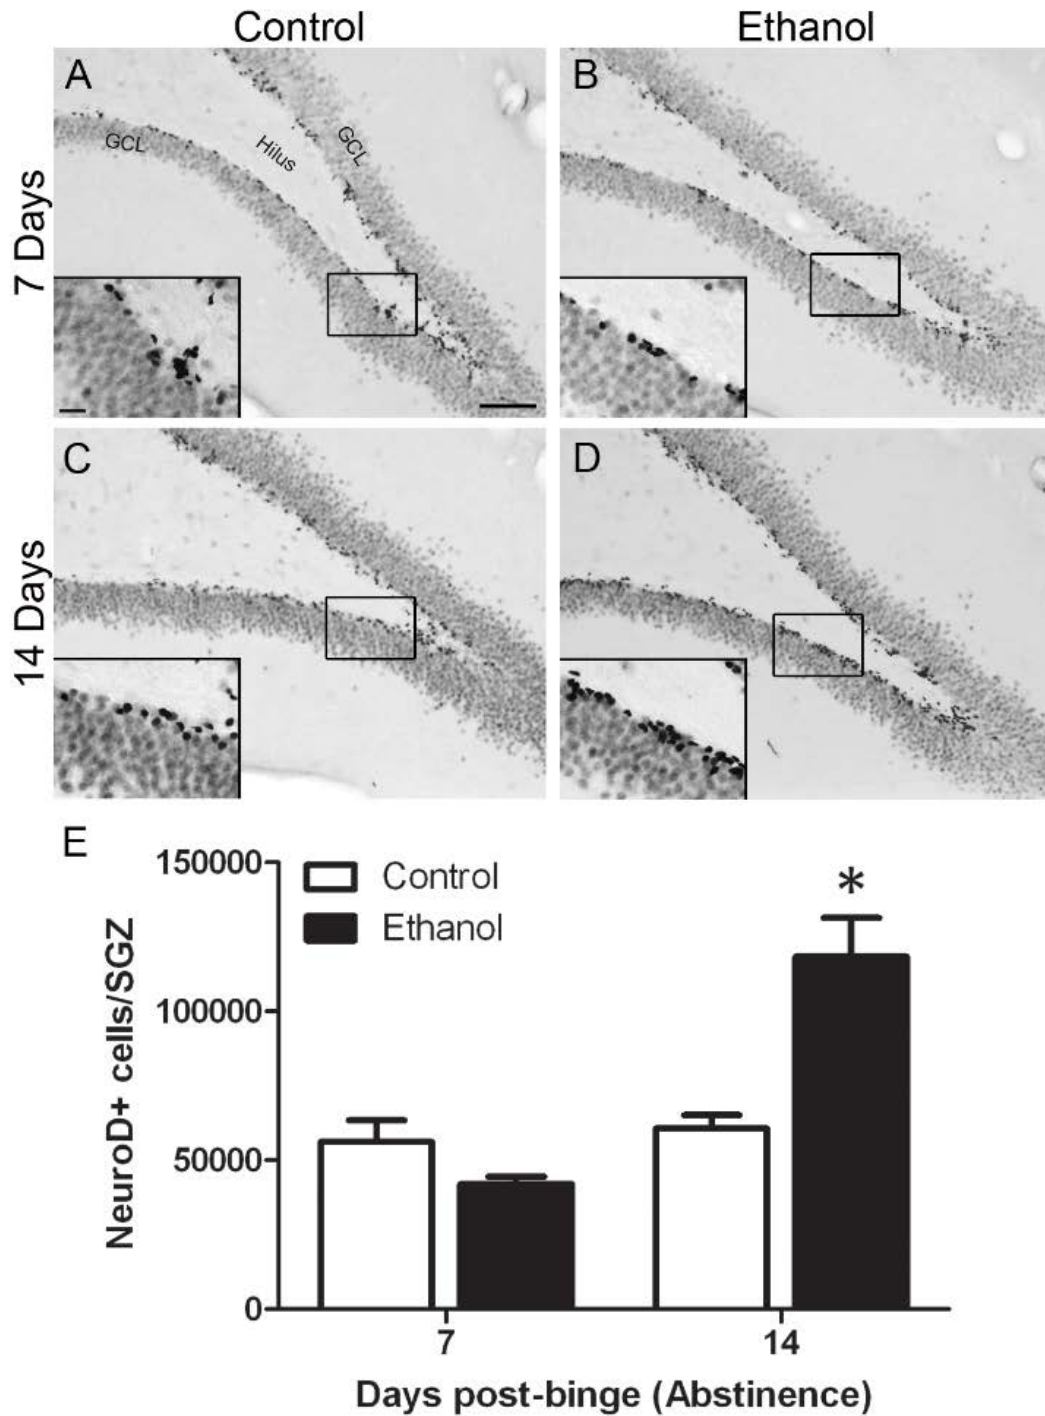 Control
Ethanol
7 Days
A
GCL
Hilus
GCL
B
14 Days
C
D
E
NeuroD+ cells/SGZ
150000
100000
50000
0
Control
Ethanol
*
7
14
Days post-binge (Abstinence)